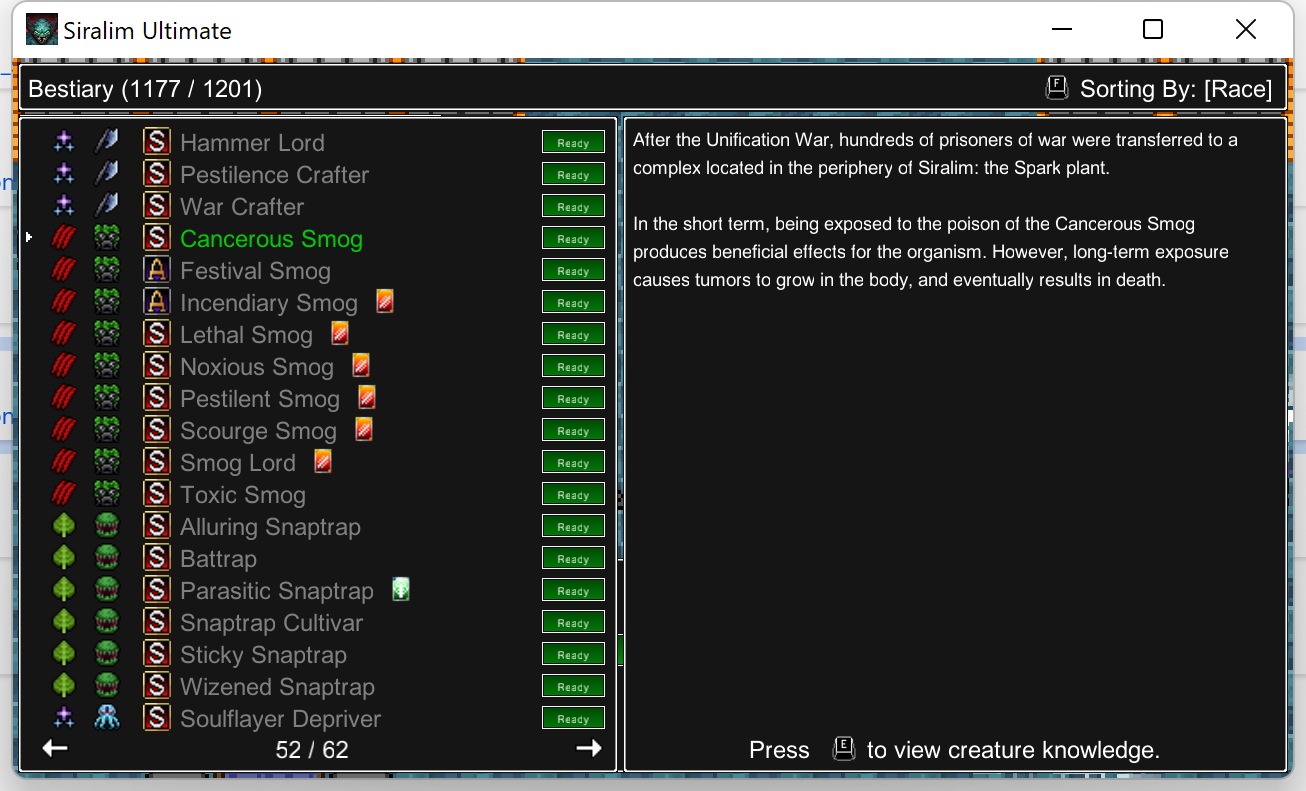 Siralim Ultimate
Bestiary (1177 / 1201)
F Sorting By: [Race]
S Hammer Lord Ready
S Pestilence Crafter Ready
S War Crafter Ready
S Cancerous Smog Ready
A Festival Smog Ready
A Incendiary Smog Ready
S Lethal Smog Ready
S Noxious Smog Ready
S Pestilent Smog Ready
S Scourge Smog Ready
S Smog Lord Ready
S Toxic Smog Ready
S Alluring Snaptrap Ready
S Battrap Ready
S Parasitic Snaptrap Ready
S Snaptrap Cultivar Ready
S Sticky Snaptrap Ready
S Wizened Snaptrap Ready
S Soulflayer Depriver Ready
52 / 62
After the Unification War, hundreds of prisoners of war were transferred to a
complex located in the periphery of Siralim: the Spark plant.
In the short term, being exposed to the poison of the Cancerous Smog
produces beneficial effects for the organism. However, long-term exposure
causes tumors to grow in the body, and eventually results in death.
Press E to view creature knowledge.